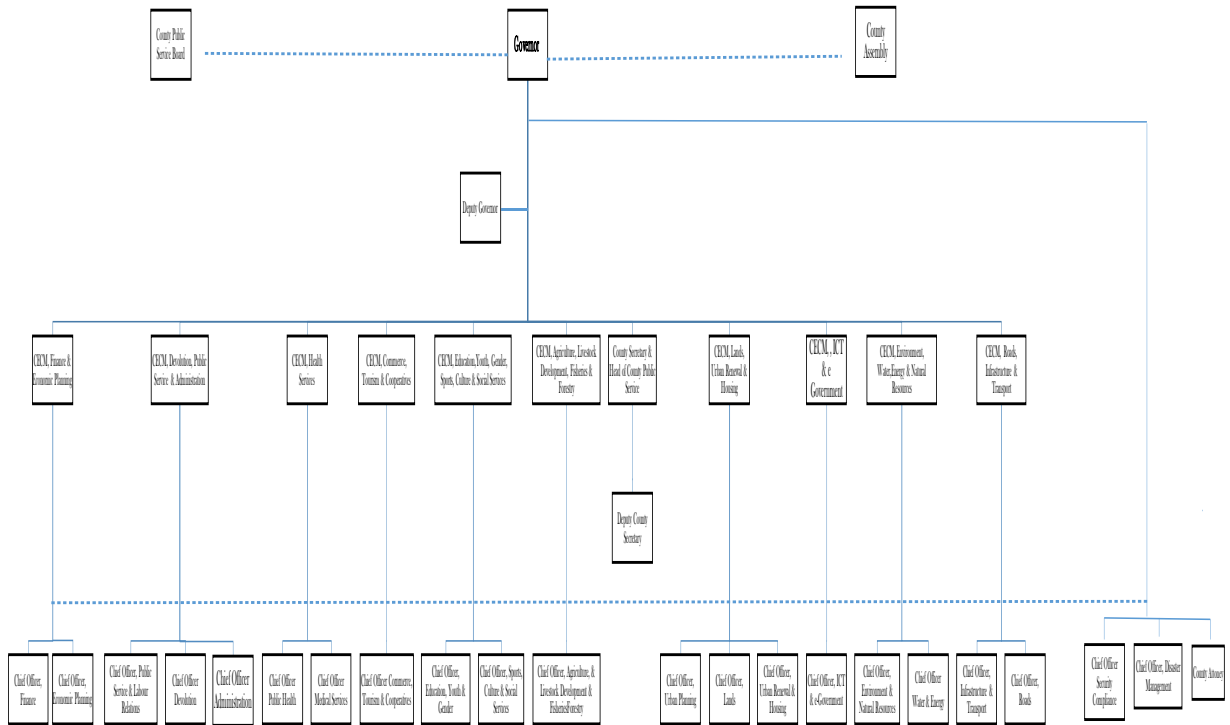 County Public
Service Board
Governor
County
Assembly
Deputy Governor
CECM, Finance &
Economic Planning
CECM, Devolution, Public
Service & Administration
CECM, Health
Services
CECM, Commerce,
Tourism & Cooperatives
CECM, Education,Youth, Gender,
Sports, Culture & Social Services
CECM, Agriculture, Livestock
Development, Fisheries &
Forestry
County Secretary &
Head of County Public
Service
CECM, Lands,
Urban Renewal &
Housing
CECM, , ICT
& e
Government
CECM, Environment,
Water,Energy & Natural
Resources
CECM, Roads,
Infrastructure &
Transport
Deputy County
Secretary
Chief Officer,
Finance
Chief Officer,
Economic Planning
Chief Officer, Public
Service & Labour
Relations
Chief Officer
Devolution
Chief Officer
Administration
Chief Officer
Public Health
Chief Officer
Medical Services
Chief Officer Commerce,
Tourism & Cooperatives
Chief Officer,
Education, Youth &
Gender
Chief Officer, Sports,
Culture & Social
Services
Chief Officer, Agriculture, &
Livestock Development &
FisheriesForestry
Chief Officer,
Urban Planning
Chief Officer,
Lands
Chief Officer,
Urban Renewal &
Housing
Chief Officer, ICT
& e-Government
Chief Officer,
Environment &
Natural Resources
Chief Officer
Water & Energy
Chief Officer,
Infrastructure &
Transport
Chief Officer,
Roads
Chief Officer
Security
Compliance
Chief Officer, Disaster
Management
County Attorney